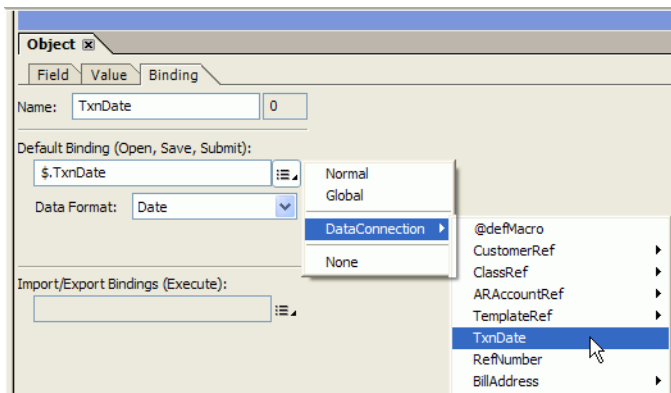 Object
Field Value Binding
Name: TxnDate 0
Default Binding (Open, Save, Submit):
$.TxnDate
Data Format: Date
Import/Export Bindings (Execute):
Normal
Global
DataConnection
None
@defMacro
CustomerRef
ClassRef
ARAccountRef
TemplateRef
TxnDate
RefNumber
BillAddress